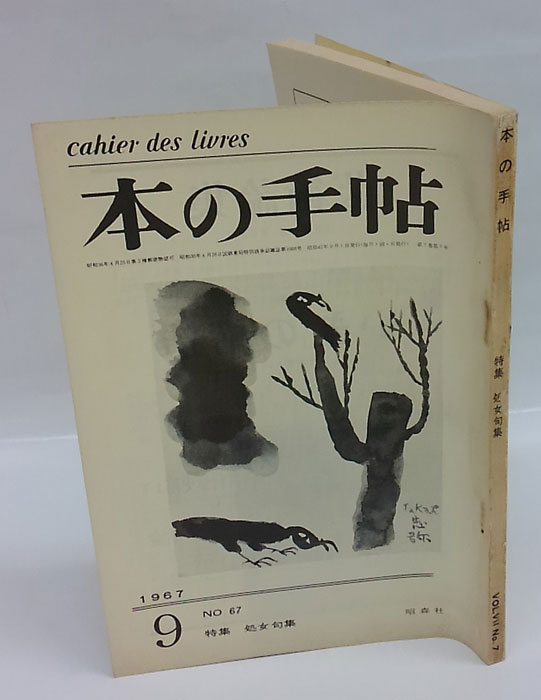 cahier des livres
本の手帖
1967
9
NO 67
特集 処女句集
昭森社
本の手帖
特集 処女句集
VOL.VII No.7